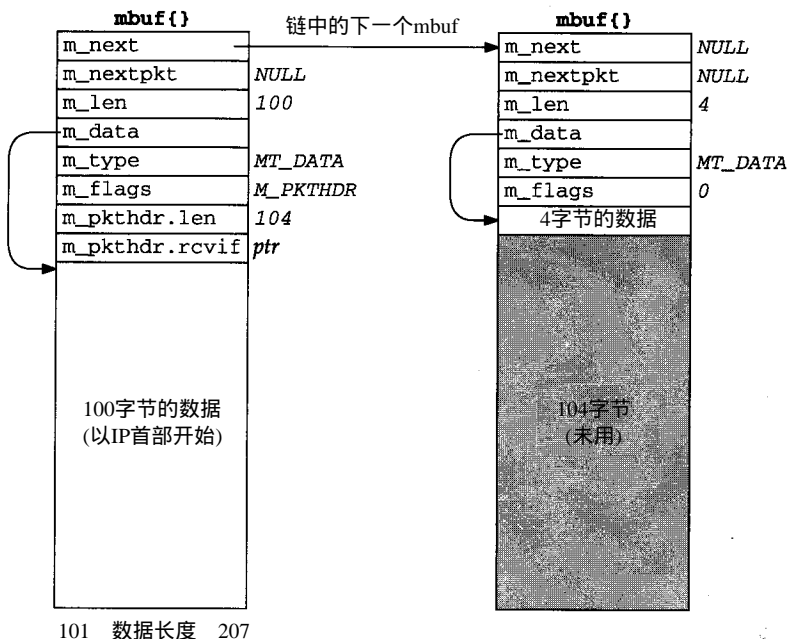 mbuf{}
链中的下一个mbuf
mbuf{}
m_next
m_nextpkt NULL
m_len 100
m_data
m_type MT_DATA
m_flags M_PKTHDR
m_pkthdr.len 104
m_pkthdr.rcvif ptr
100字节的数据
(以IP首部开始)
101 数据长度 207
m_next NULL
m_nextpkt NULL
m_len 4
m_data
m_type MT_DATA
m_flags 0
4字节的数据
104字节
(未用)